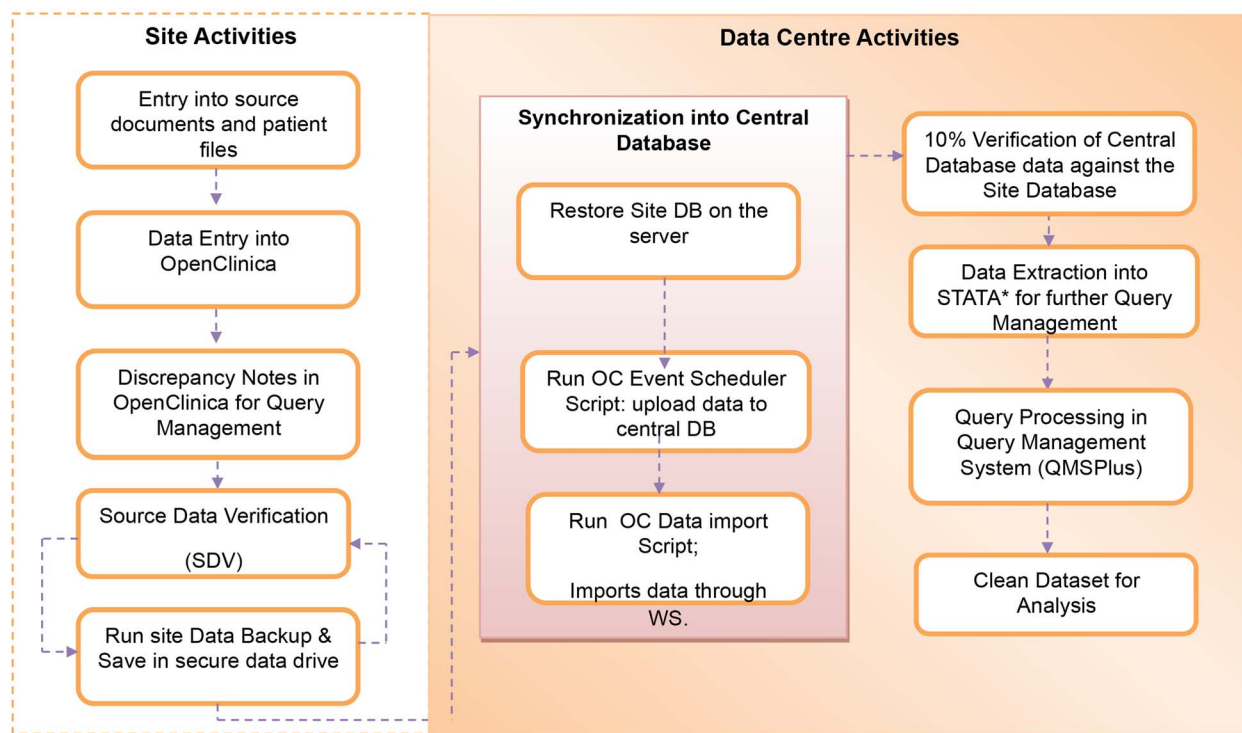 Site Activities
Entry into source
documents and patient
files
Data Entry into
OpenClinica
Discrepancy Notes in
OpenClinica for Query
Management
Source Data Verification
(SDV)
Run site Data Backup &
Save in secure data drive
Data Centre Activities
Synchronization into Central
Database
Restore Site DB on the
server
Run OC Event Scheduler
Script: upload data to
central DB
Run OC Data import
Script;
Imports data through
WS.
10% Verification of Central
Database data against the
Site Database
Data Extraction into
STATA* for further Query
Management
Query Processing in
Query Management
System (QMSPlus)
Clean Dataset for
Analysis